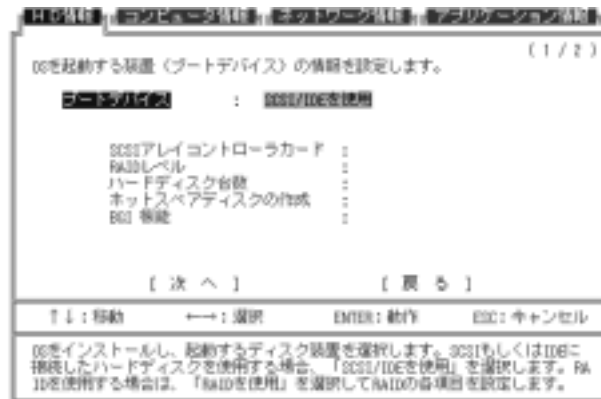 HD情報 コンピュータ情報 ネットワーク情報 アプリケーション情報
(1/2)
OSを起動する装置(ブートデバイス)の情報を設定します。
ブートデバイス : SCSI/IDEを使用
SCSIアレイコントローラカード :
RAIDレベル :
ハードディスク台数 :
ホットスペアディスクの作成 :
BGI 機能 :
[ 次 へ ] [ 戻 る ]
↑↓:移動 ←→:選択 ENTER:動作 ESC:キャンセル
OSをインストールし、起動するディスク装置を選択します。SCSIもしくはIDEに
接続したハードディスクを使用する場合、「SCSI/IDEを使用」を選択します。RA
IDを使用する場合は、「RAIDを使用」を選択してRAIDの各項目を設定します。